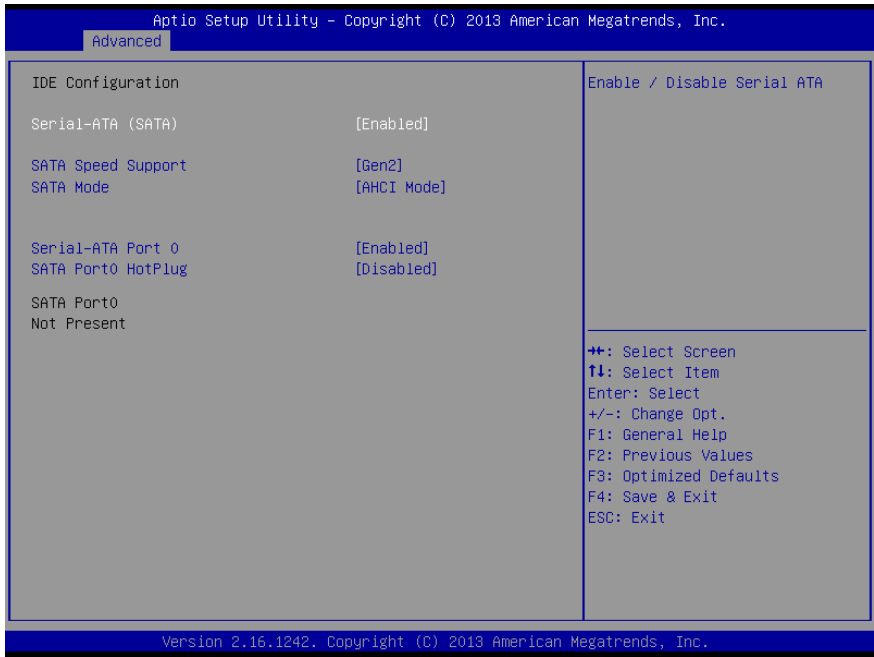 Aptio Setup Utility – Copyright (C) 2013 American Megatrends, Inc.
Advanced
IDE Configuration
Serial-ATA (SATA) [Enabled]
SATA Speed Support [Gen2]
SATA Mode [AHCI Mode]
Serial-ATA Port 0 [Enabled]
SATA Port0 HotPlug [Disabled]
SATA Port0
Not Present
Enable / Disable Serial ATA
→←: Select Screen
↑↓: Select Item
Enter: Select
+/-: Change Opt.
F1: General Help
F2: Previous Values
F3: Optimized Defaults
F4: Save & Exit
ESC: Exit
Version 2.16.1242. Copyright (C) 2013 American Megatrends, Inc.